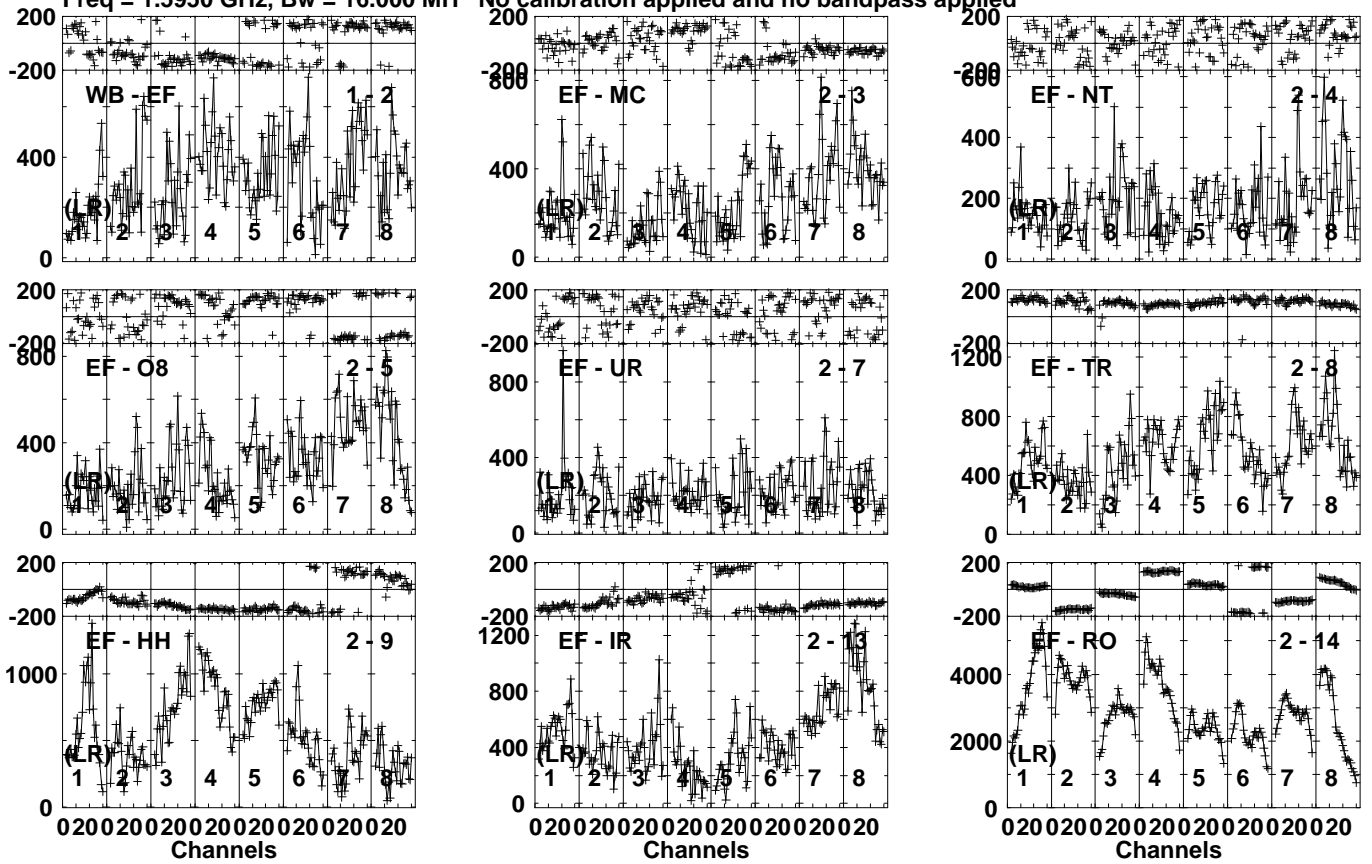 Freq = 1.5950 GHz, Bw = 16.000 MH No calibration applied and no bandpass applied
200
-200
WB - EF 1 - 2
400
0
(LR)
1 2 3 4 5 6 7 8
200
-200
800
EF - MC 2 - 3
400
0
(LR)
1 2 3 4 5 6 7 8
200
-200
600
EF - NT 2 - 4
400
200
0
(LR)
1 2 3 4 5 6 7 8
200
-200
800
EF - O8 2 - 5
400
0
(LR)
1 2 3 4 5 6 7 8
200
-200
EF - UR 2 - 7
800
400
0
(LR)
1 2 3 4 5 6 7 8
200
-200
1200
EF - TR 2 - 8
800
400
0
(LR)
1 2 3 4 5 6 7 8
200
-200
EF - HH 2 - 9
1000
0
(LR)
1 2 3 4 5 6 7 8
0 20 0 20 0 20 0 20 0 20 0 20 0 20 0 20
Channels
200
-200
1200
EF - IR 2 - 13
800
400
0
(LR)
1 2 3 4 5 6 7 8
0 20 0 20 0 20 0 20 0 20 0 20 0 20 0 20
Channels
200
-200
EF - RO 2 - 14
4000
2000
0
(LR)
1 2 3 4 5 6 7 8
0 20 0 20 0 20 0 20 0 20 0 20 0 20 0 20
Channels